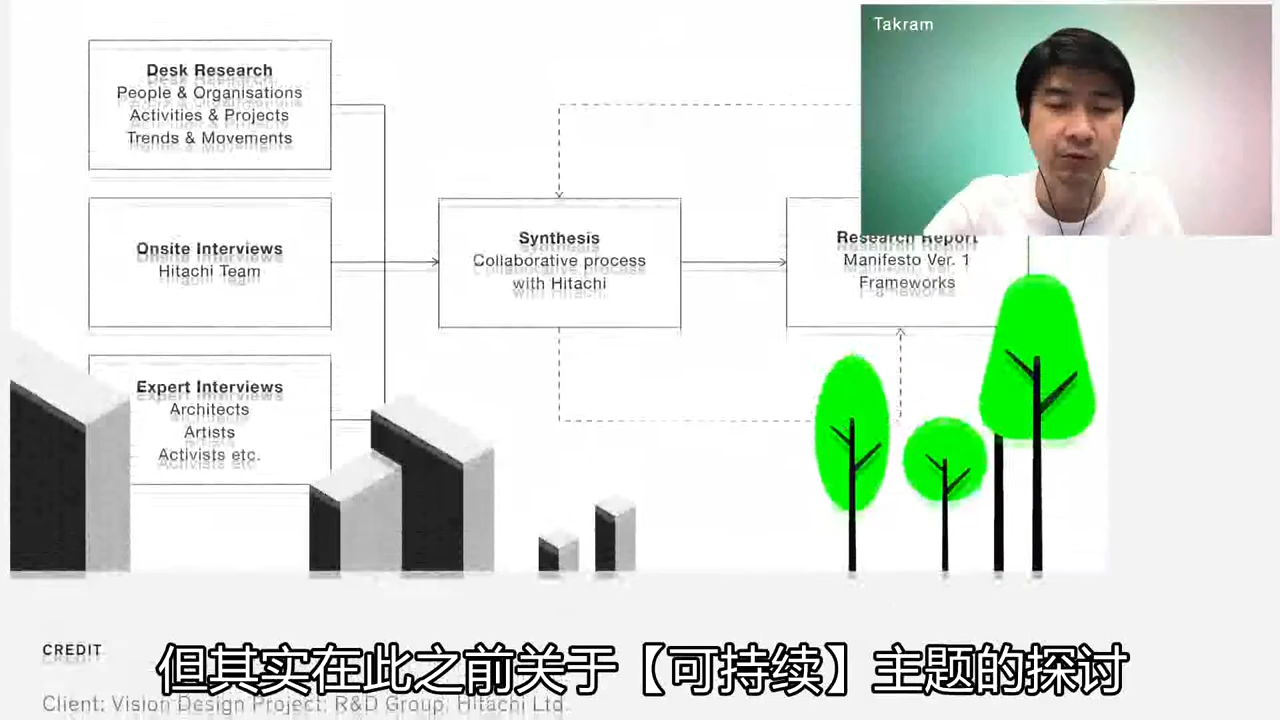 Takram
Desk Research
People & Organisations
Activities & Projects
Trends & Movements
Onsite Interviews
Hitachi Team
Synthesis
Collaborative process
with Hitachi
Research Report
Manifesto Ver. 1
Frameworks
Expert Interviews
Architects
Artists
Activists etc.
CREDIT
但其实在此之前关于【可持续】主题的探讨
Client: Vision Design Project: R&D Group, Hitachi Ltd.